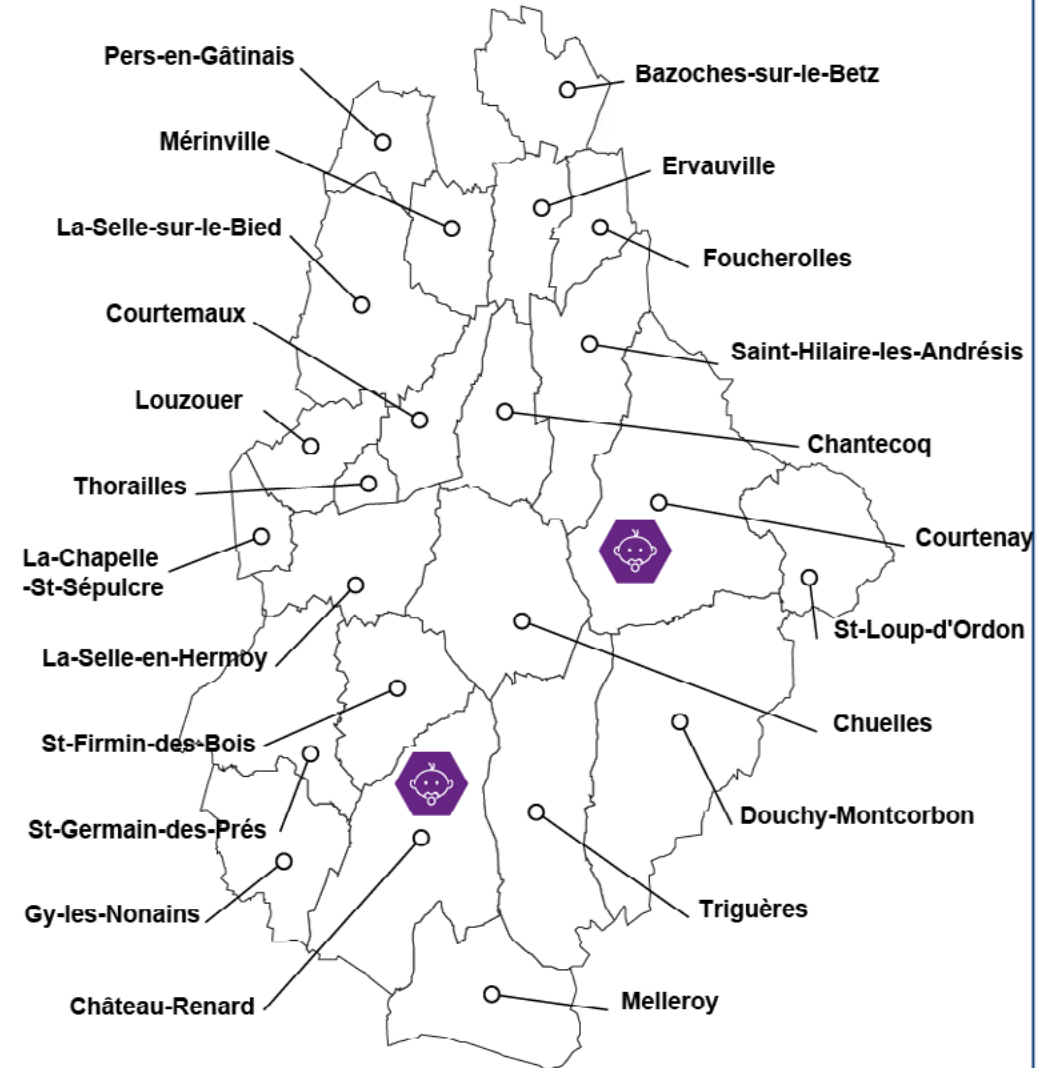 Pers-en-Gâtinais
Bazoches-sur-le-Betz
Mérinville
Ervauville
La-Selle-sur-le-Bied
Foucherolles
Courtemaux
Saint-Hilaire-les-Andrésis
Louzouer
Chantecoq
Thorailles
Courtenay
La-Chapelle
-St-Sépulcre
St-Loup-d'Ordon
La-Selle-en-Hermoy
Chuelles
St-Firmin-des-Bois
Douchy-Montcorbon
St-Germain-des-Prés
Triguères
Gy-les-Nonains
Château-Renard
Melleroy